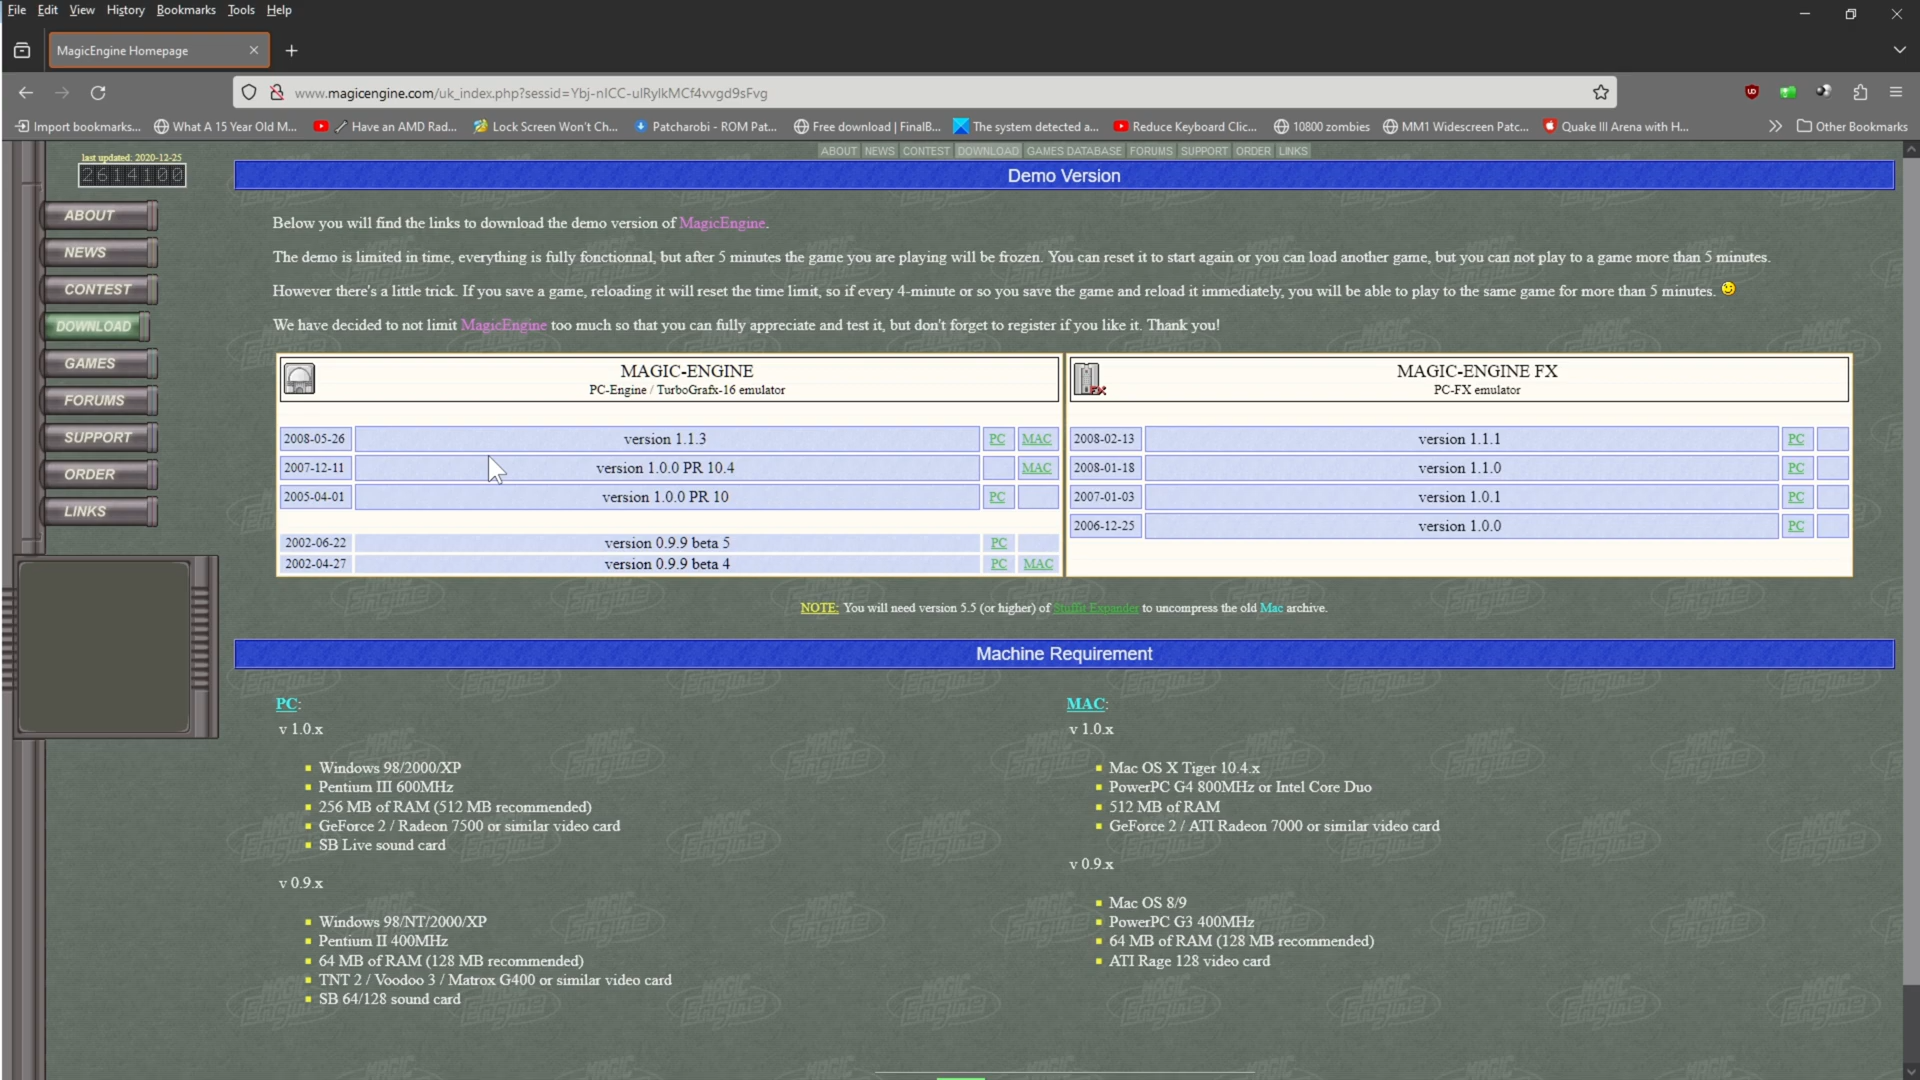 File Edit View History Bookmarks Tools Help
MagicEngine Homepage
www.magicengine.com/uk_index.php?sessid=Ybj-nICC-ulRylkMCf4vvgd9sFvg
Import bookmarks... What A 15 Year Old M... Have an AMD Rad... Lock Screen Won't Ch... Patcharobi - ROM Pat... Free download | FinalB... The system detected a... Reduce Keyboard Clic... 10800 zombies MM1 Widescreen Patc... Quake III Arena with H... Other Bookmarks
last updated: 2020-12-25
2614100
ABOUT NEWS CONTEST DOWNLOAD GAMES DATABASE FORUMS SUPPORT ORDER LINKS
ABOUT
NEWS
CONTEST
DOWNLOAD
GAMES
FORUMS
SUPPORT
ORDER
LINKS
Demo Version
Below you will find the links to download the demo version of MagicEngine.
The demo is limited in time, everything is fully fonctionnal, but after 5 minutes the game you are playing will be frozen. You can reset it to start again or you can load another game, but you can not play to a game more than 5 minutes.
However there's a little trick. If you save a game, reloading it will reset the time limit, so if every 4-minute or so you save the game and reload it immediately, you will be able to play to the same game for more than 5 minutes.
We have decided to not limit MagicEngine too much so that you can fully appreciate and test it, but don't forget to register if you like it. Thank you!
MAGIC-ENGINE
PC-Engine / TurboGrafx-16 emulator
2008-05-26 version 1.1.3 PC MAC
2007-12-11 version 1.0.0 PR 10.4 MAC
2005-04-01 version 1.0.0 PR 10 PC
2002-06-22 version 0.9.9 beta 5 PC
2002-04-27 version 0.9.9 beta 4 PC MAC
MAGIC-ENGINE FX
PC-FX emulator
2008-02-13 version 1.1.1 PC
2008-01-18 version 1.1.0 PC
2007-01-03 version 1.0.1 PC
2006-12-25 version 1.0.0 PC
NOTE: You will need version 5.5 (or higher) of Stuffit Expander to uncompress the old Mac archive.
Machine Requirement
PC:
v 1.0.x
Windows 98/2000/XP
Pentium III 600MHz
256 MB of RAM (512 MB recommended)
GeForce 2 / Radeon 7500 or similar video card
SB Live sound card
v 0.9.x
Windows 98/NT/2000/XP
Pentium II 400MHz
64 MB of RAM (128 MB recommended)
TNT 2 / Voodoo 3 / Matrox G400 or similar video card
SB 64/128 sound card
MAC:
v 1.0.x
Mac OS X Tiger 10.4.x
PowerPC G4 800MHz or Intel Core Duo
512 MB of RAM
GeForce 2 / ATI Radeon 7000 or similar video card
v 0.9.x
Mac OS 8/9
PowerPC G3 400MHz
64 MB of RAM (128 MB recommended)
ATI Rage 128 video card